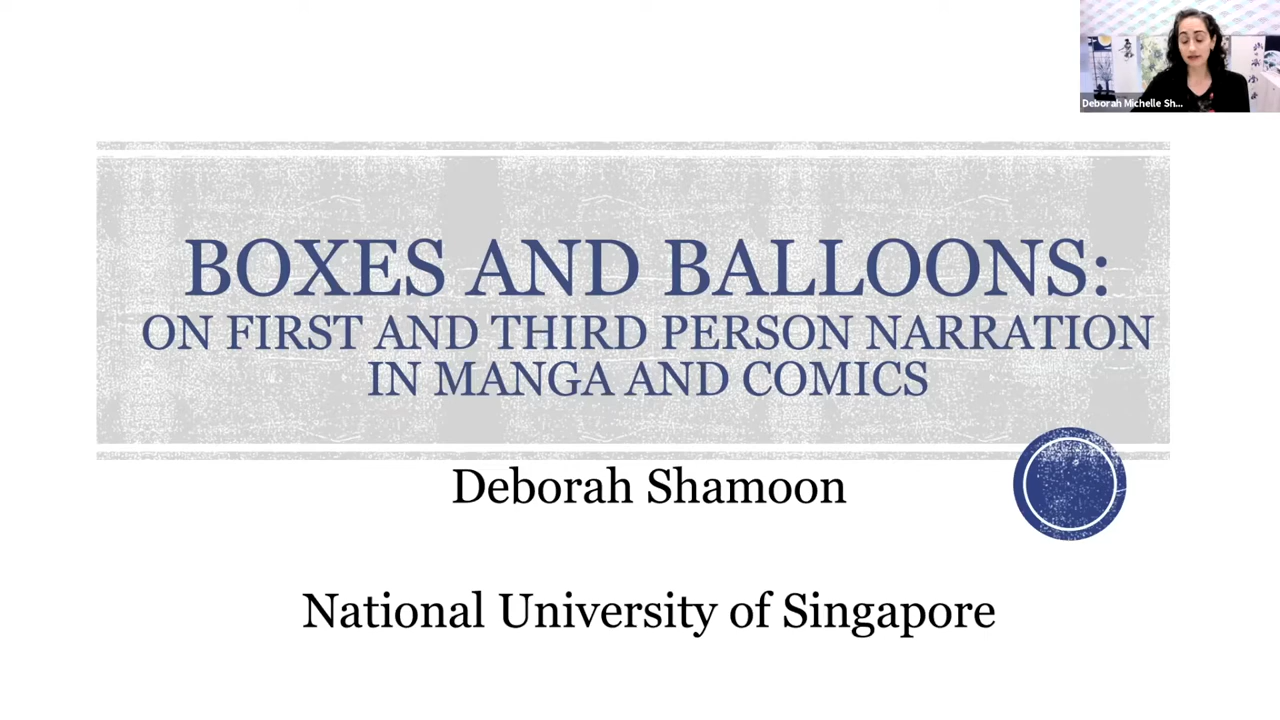 Deborah Michelle Sh...
BOXES AND BALLOONS:
ON FIRST AND THIRD PERSON NARRATION
IN MANGA AND COMICS
Deborah Shamoon
National University of Singapore